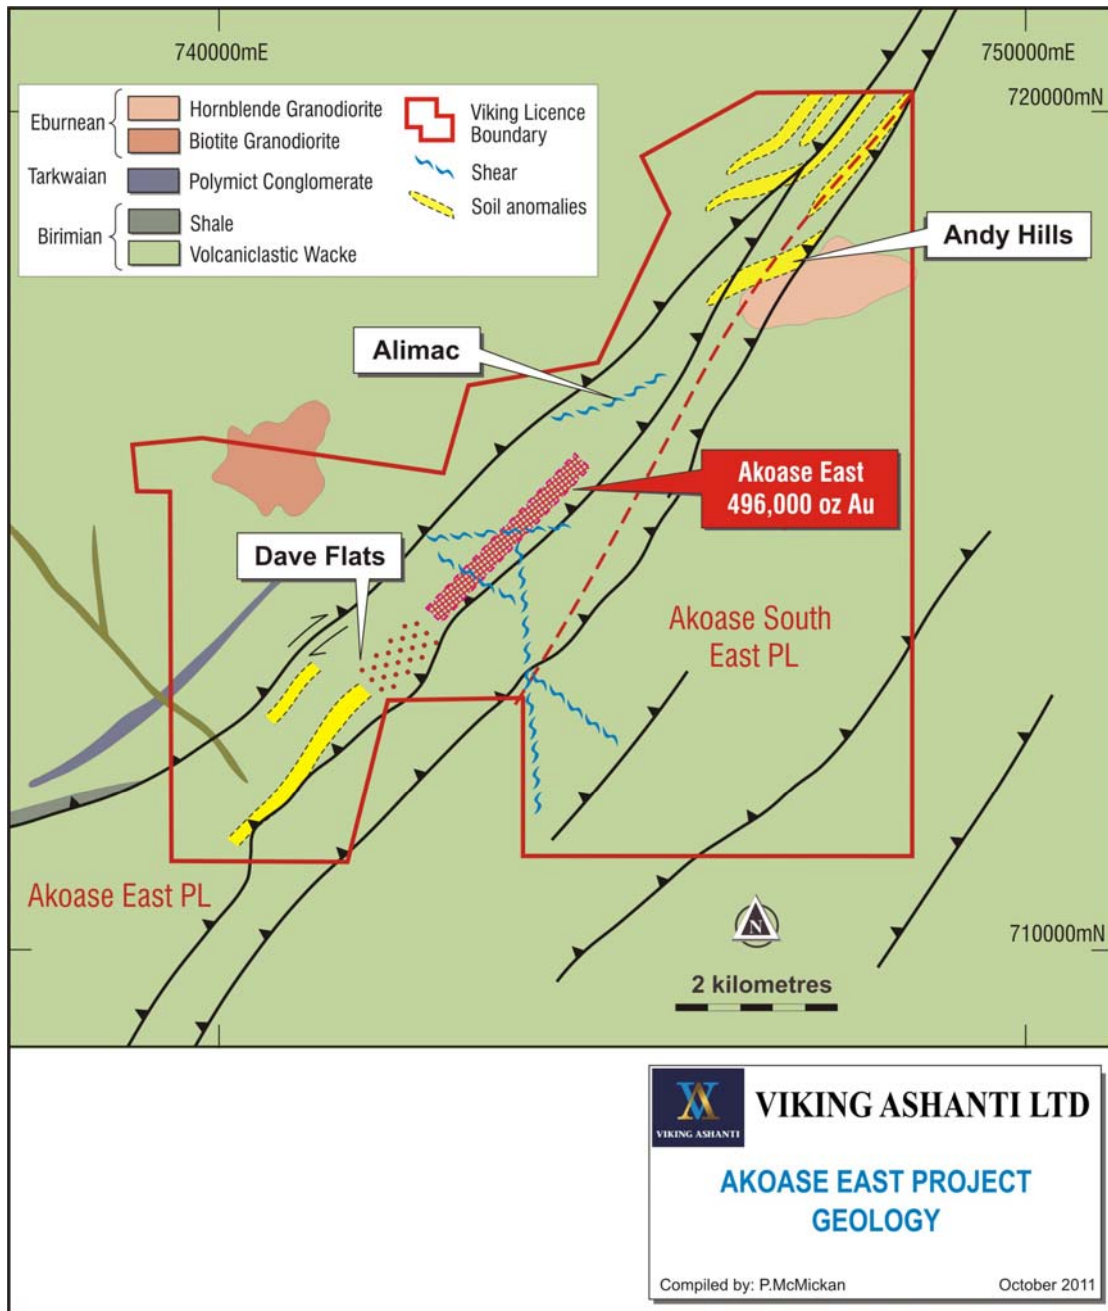 740000mE
750000mE
720000mN
Eburnean
Hornblende Granodiorite
Biotite Granodiorite
Tarkwaian
Polymict Conglomerate
Birimian
Shale
Volcaniclastic Wacke
Viking Licence
Boundary
Shear
Soil anomalies
Andy Hills
Alimac
Akoase East
496,000 oz Au
Dave Flats
Akoase South
East PL
Akoase East PL
N
710000mN
2 kilometres
VA
VIKING ASHANTI
VIKING ASHANTI LTD
AKOASE EAST PROJECT
GEOLOGY
Compiled by: P.McMickan
October 2011